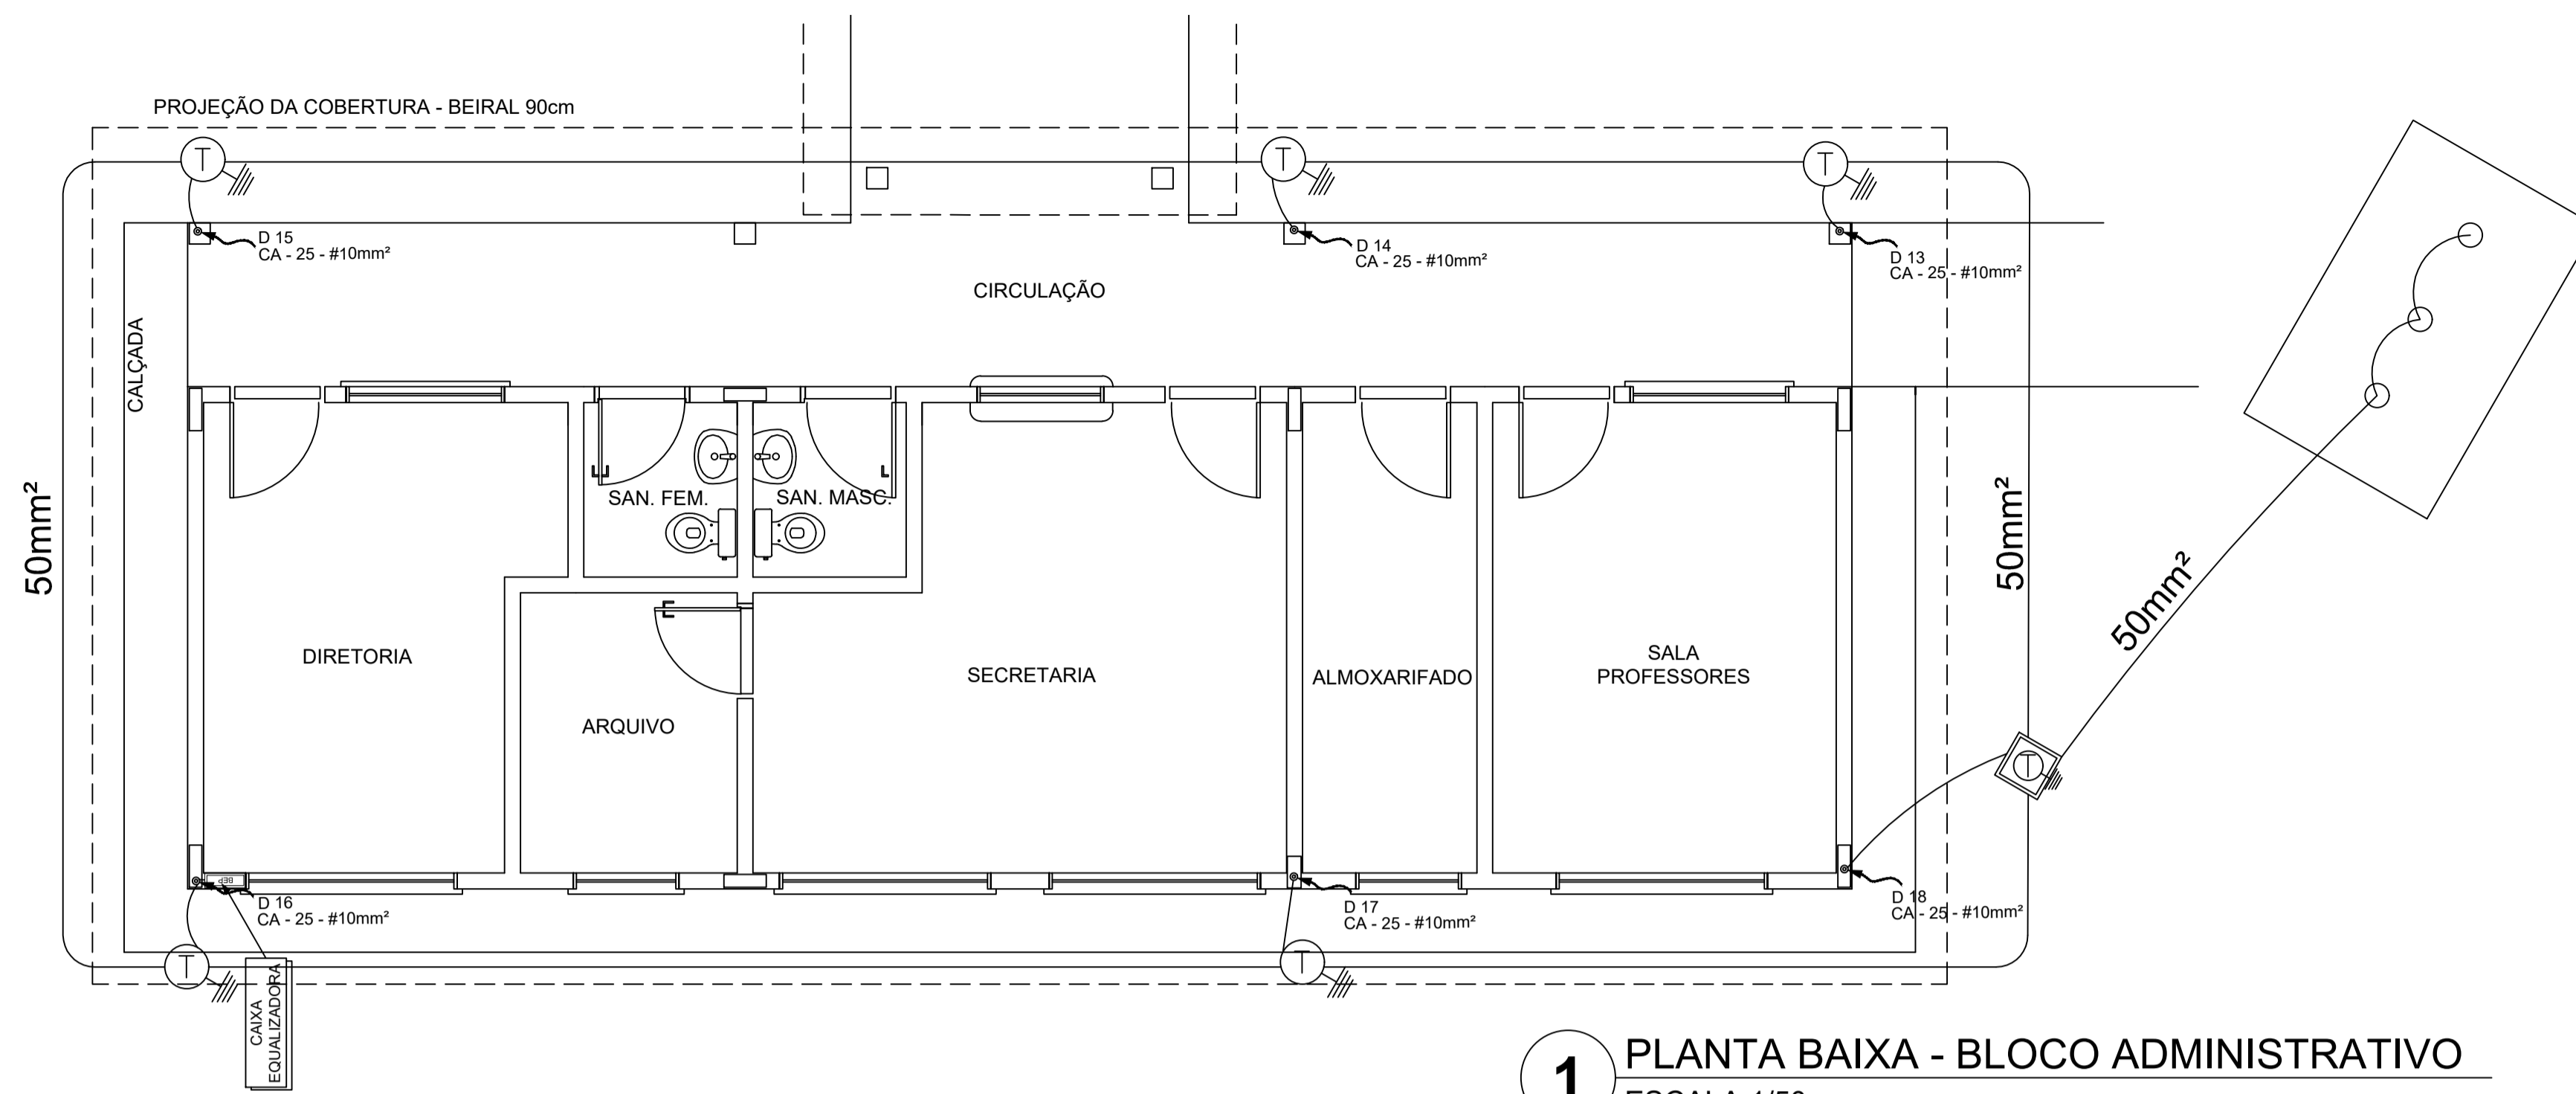 PROJEÇÃO DA COBERTURA - BEIRAL 90cm
T
T
T
D 15
CA - 25 - #10mm²
D 14
CA - 25 - #10mm²
D 13
CA - 25 - #10mm²
CIRCULAÇÃO
CALÇADA
50mm²
SAN. FEM.
SAN. MASC.
50mm²
50mm²
DIRETORIA
ARQUIVO
SECRETARIA
ALMOXARIFADO
SALA
PROFESSORES
T
BEP
D 16
CA - 25 - #10mm²
D 17
CA - 25 - #10mm²
D 18
CA - 25 - #10mm²
T
T
CAIXA
EQUALIZADORA
1
PLANTA BAIXA - BLOCO ADMINISTRATIVO